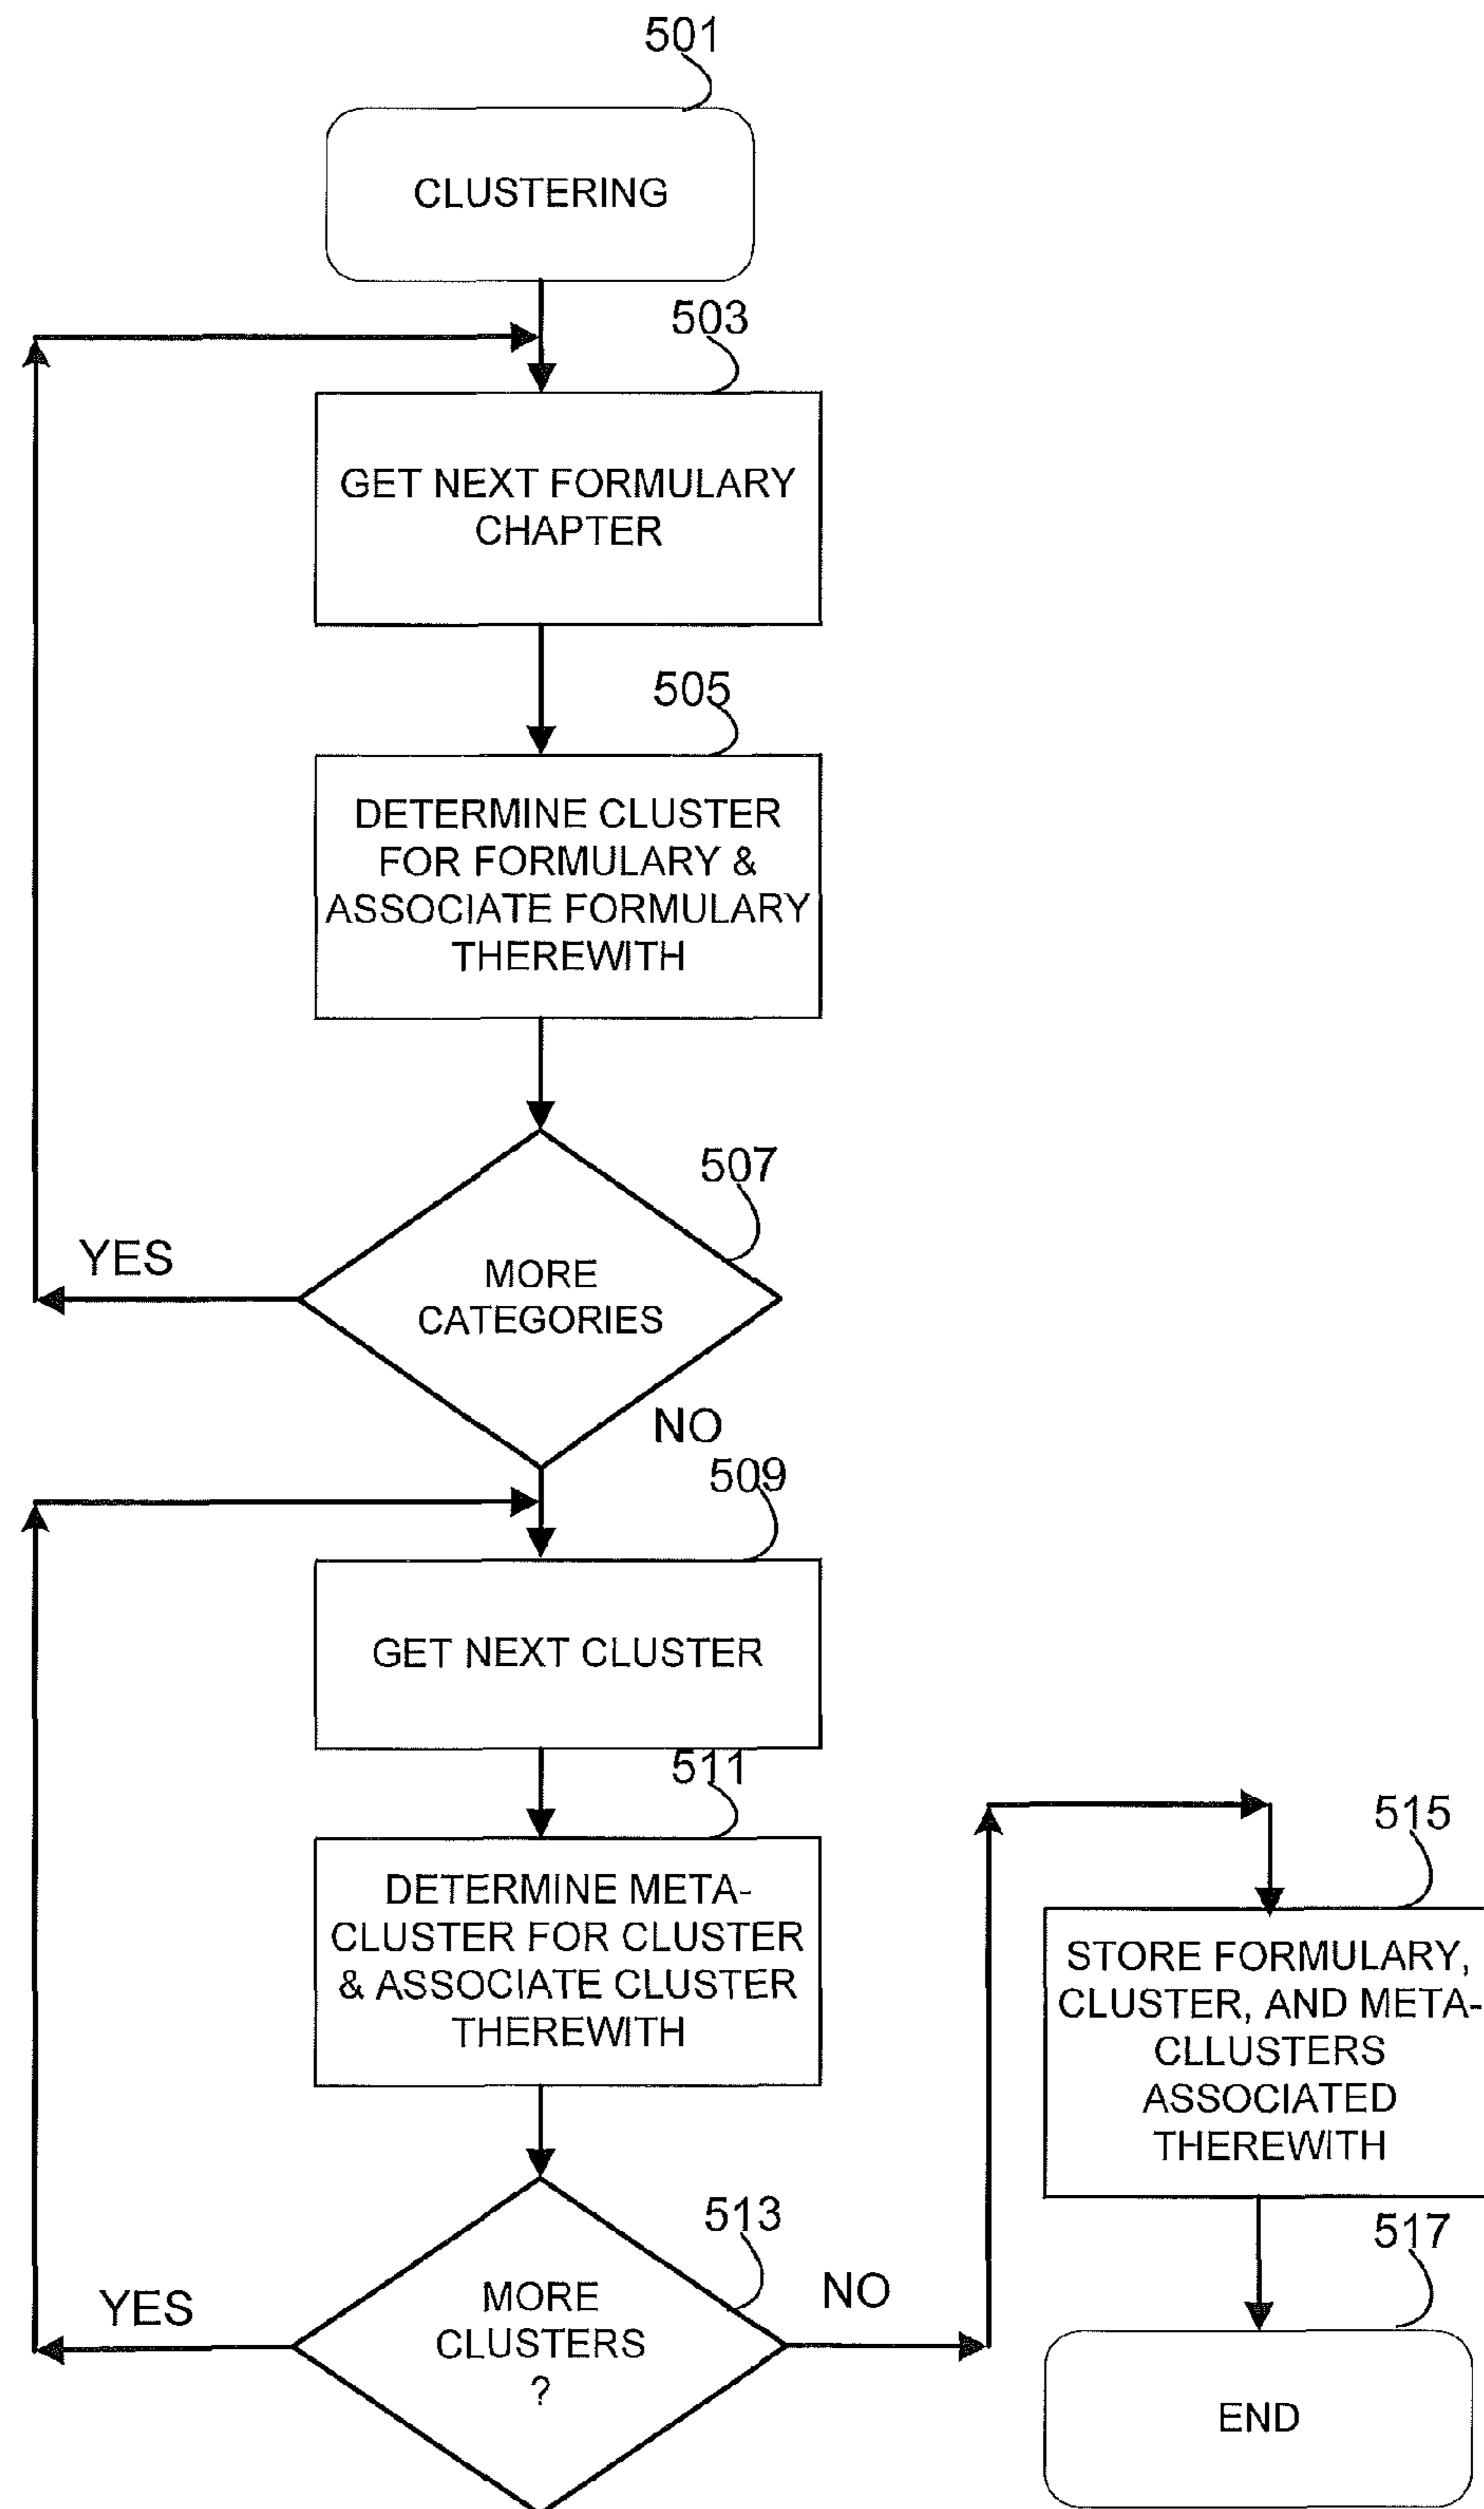 501
CLUSTERING
503
GET NEXT FORMULARY
CHAPTER
505
DETERMINE CLUSTER
FOR FORMULARY &
ASSOCIATE FORMULARY
THEREWITH
507
MORE
CATEGORIES
YES
NO
509
GET NEXT CLUSTER
511
DETERMINE META-
CLUSTER FOR CLUSTER
& ASSOCIATE CLUSTER
THEREWITH
513
MORE
CLUSTERS
?
YES
NO
515
STORE FORMULARY,
CLUSTER, AND META-
CLLUSTERS
ASSOCIATED
THEREWITH
517
END